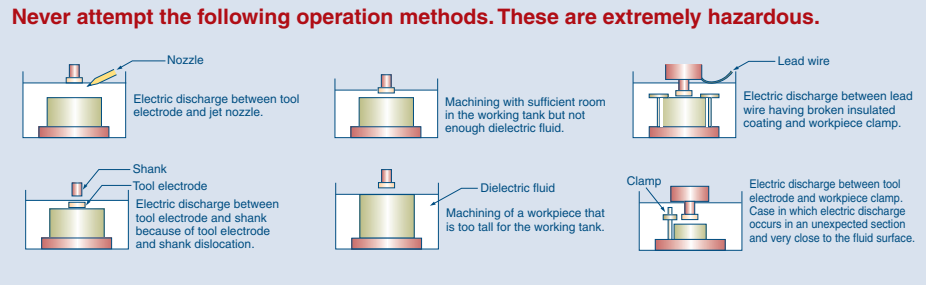 Never attempt the following operation methods. These are extremely hazardous.
Nozzle
Electric discharge between tool
electrode and jet nozzle.
Machining with sufficient room
in the working tank but not
enough dielectric fluid.
Lead wire
Electric discharge between lead
wire having broken insulated
coating and workpiece clamp.
Shank
Tool electrode
Electric discharge between
tool electrode and shank
because of tool electrode
and shank dislocation.
Dielectric fluid
Machining of a workpiece that
is too tall for the working tank.
Clamp
Electric discharge between tool
electrode and workpiece clamp.
Case in which electric discharge
occurs in an unexpected section
and very close to the fluid surface.